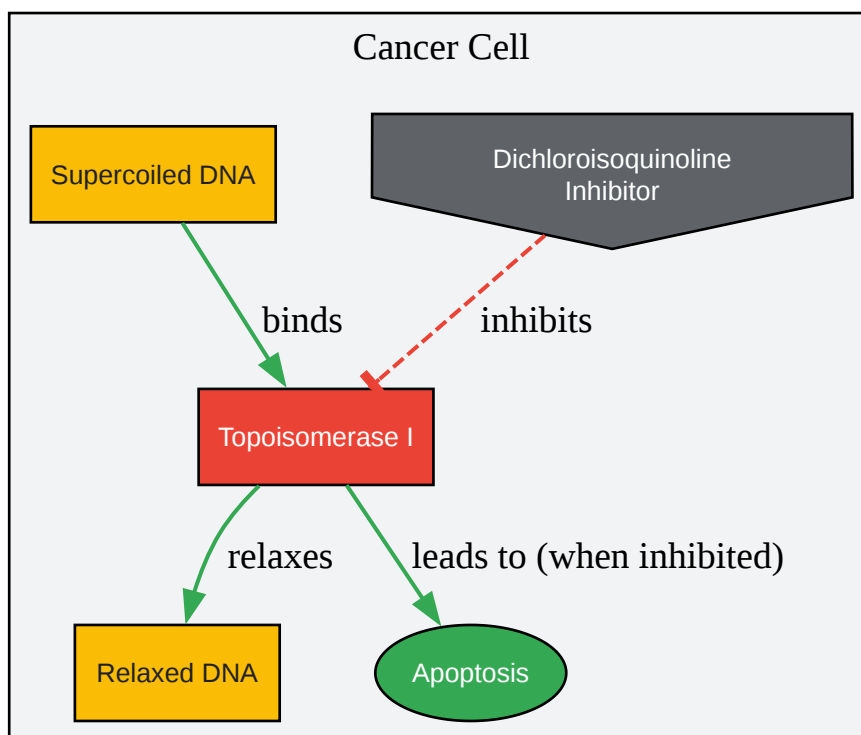 Cancer Cell
Supercoiled DNA
Dichloroisoquinoline
Inhibitor
binds
inhibits
Topoisomerase I
relaxes
leads to (when inhibited)
Relaxed DNA
Apoptosis